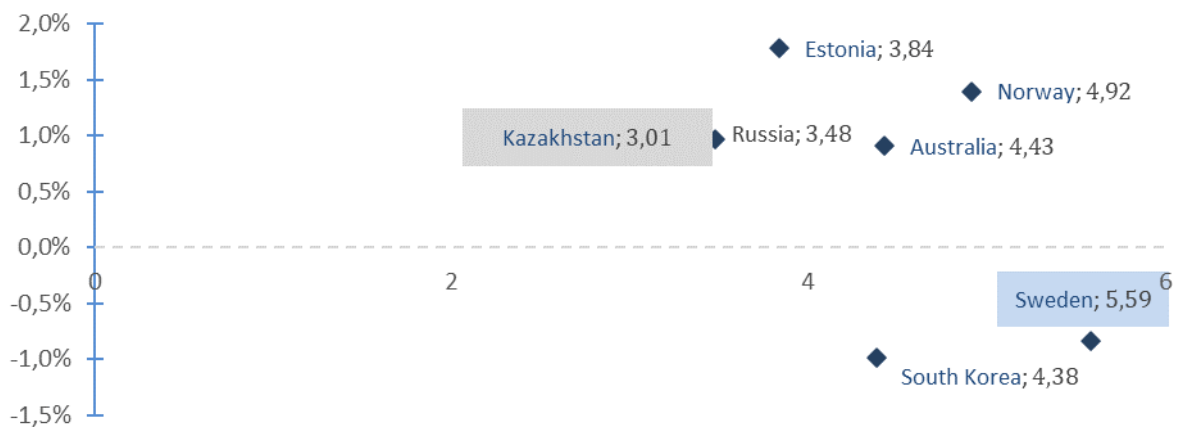 2,0%
Estonia; 3,84
1,5%
Norway; 4,92
1,0%
Kazakhstan; 3,01
Russia; 3,48
Australia; 4,43
0,5%
0,0%
0 2 4 6
-0,5%
Sweden; 5,59
-1,0%
South Korea; 4,38
-1,5%